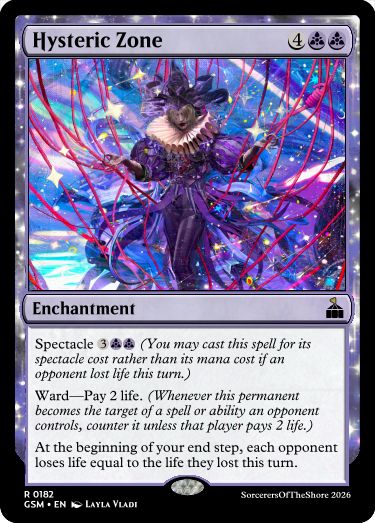 Hysteric Zone 4
Enchantment
Spectacle 3 (You may cast this spell for its
spectacle cost rather than its mana cost if an
opponent lost life this turn.)
Ward—Pay 2 life. (Whenever this permanent
becomes the target of a spell or ability an opponent
controls, counter it unless that player pays 2 life.)
At the beginning of your end step, each opponent
loses life equal to the life they lost this turn.
R 0182
GSM • EN Layla Vladi
SorcerersOfTheShore 2026